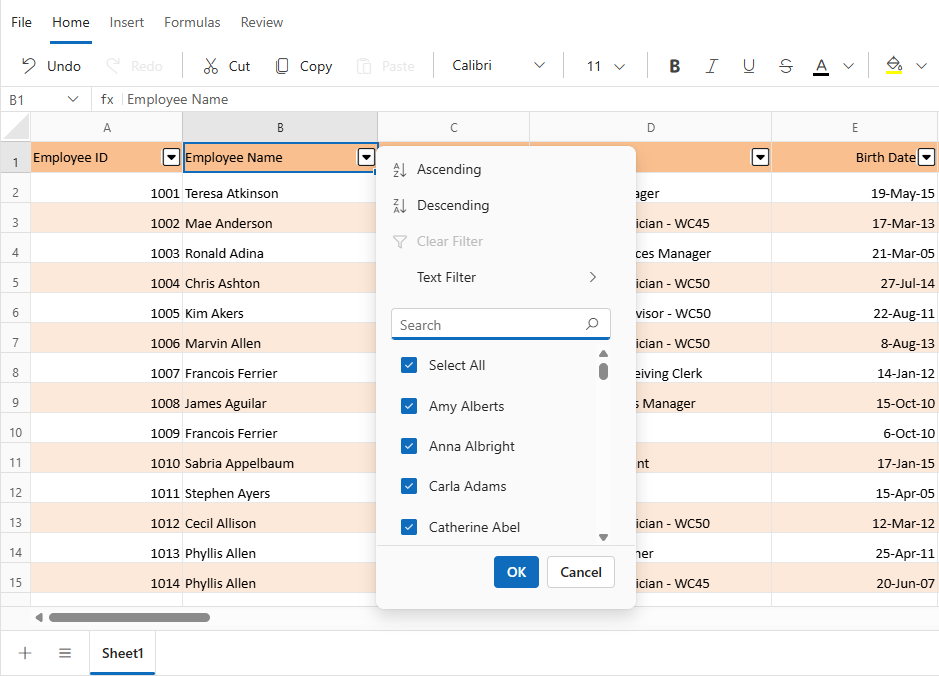 File Home Insert Formulas Review
Undo Redo Cut Copy Paste Calibri 11 B I U S A
B1 fx Employee Name
A B C D E
1 Employee ID Employee Name Birth Date
Ascending
2 1001 Teresa Atkinson ager 19-May-15
Descending
3 1002 Mae Anderson ician - WC45 17-Mar-13
Clear Filter
4 1003 Ronald Adina ces Manager 21-Mar-05
Text Filter
5 1004 Chris Ashton ician - WC50 27-Jul-14
6 1005 Kim Akers visor - WC50 22-Aug-11
Search
7 1006 Marvin Allen ician - WC50 8-Aug-13
Select All
8 1007 Francois Ferrier eiving Clerk 14-Jan-12
9 1008 James Aguilar s Manager 15-Oct-10
Amy Alberts
10 1009 Francois Ferrier 6-Oct-10
Anna Albright
11 1010 Sabria Appelbaum nt 17-Jan-15
Carla Adams
12 1011 Stephen Ayers 15-Apr-05
13 1012 Cecil Allison ician - WC50 12-Mar-12
Catherine Abel
14 1013 Phyllis Allen ner 25-Apr-11
OK Cancel
15 1014 Phyllis Allen ician - WC45 20-Jun-07
Sheet1